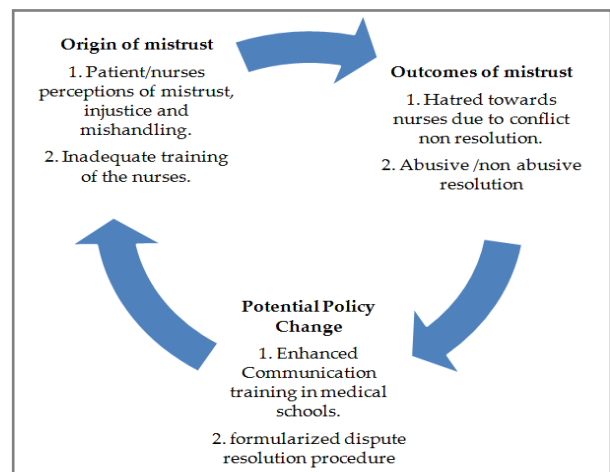 Origin of mistrust
1. Patient/nurses
perceptions of mistrust,
injustice and
mishandling.
2. Inadequate training
of the nurses.
Outcomes of mistrust
1. Hatred towards
nurses due to conflict
non resolution.
2. Abusive /non abusive
resolution
Potential Policy
Change
1. Enhanced
Communication
training in medical
schools.
2. formularized dispute
resolution procedure